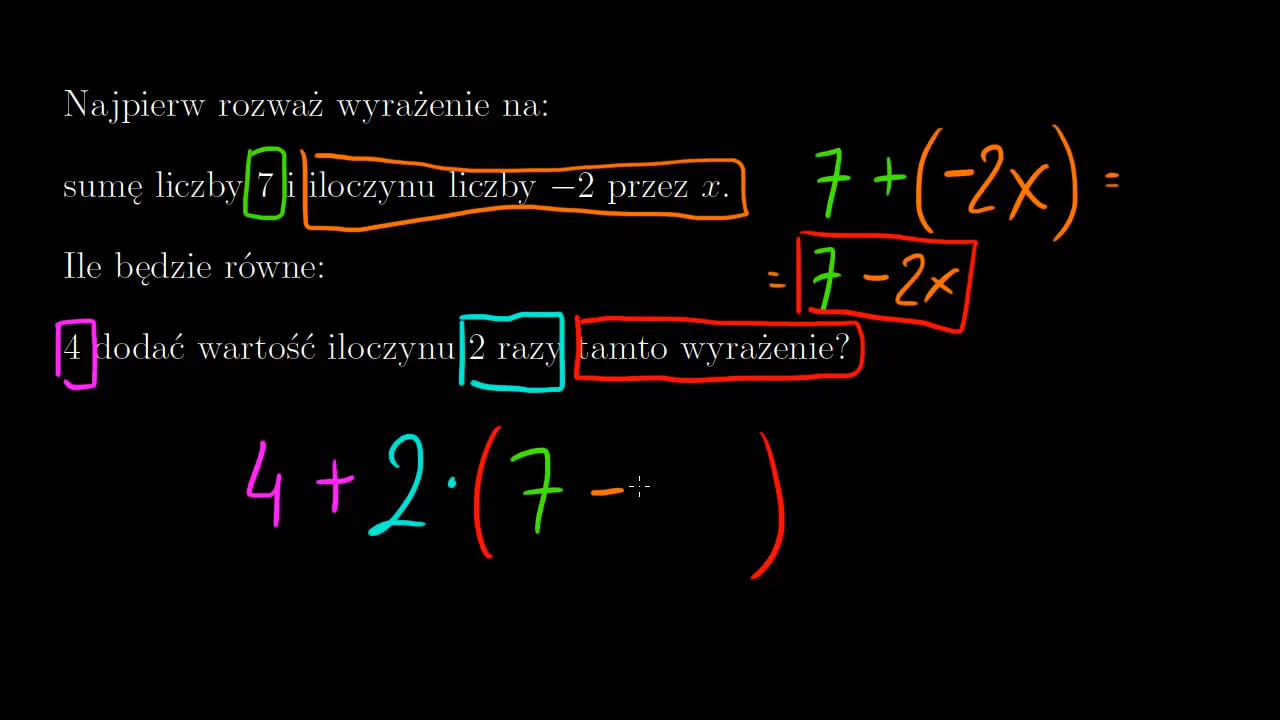 Najpierw rozważ wyrażenie na:
sumę liczby 7 i iloczynu liczby −2 przez x.
7 + (−2x) =
Ile będzie równe:
= 7 − 2x
4 dodać wartość iloczynu 2 razy tamto wyrażenie?
4 + 2 · (7 − )